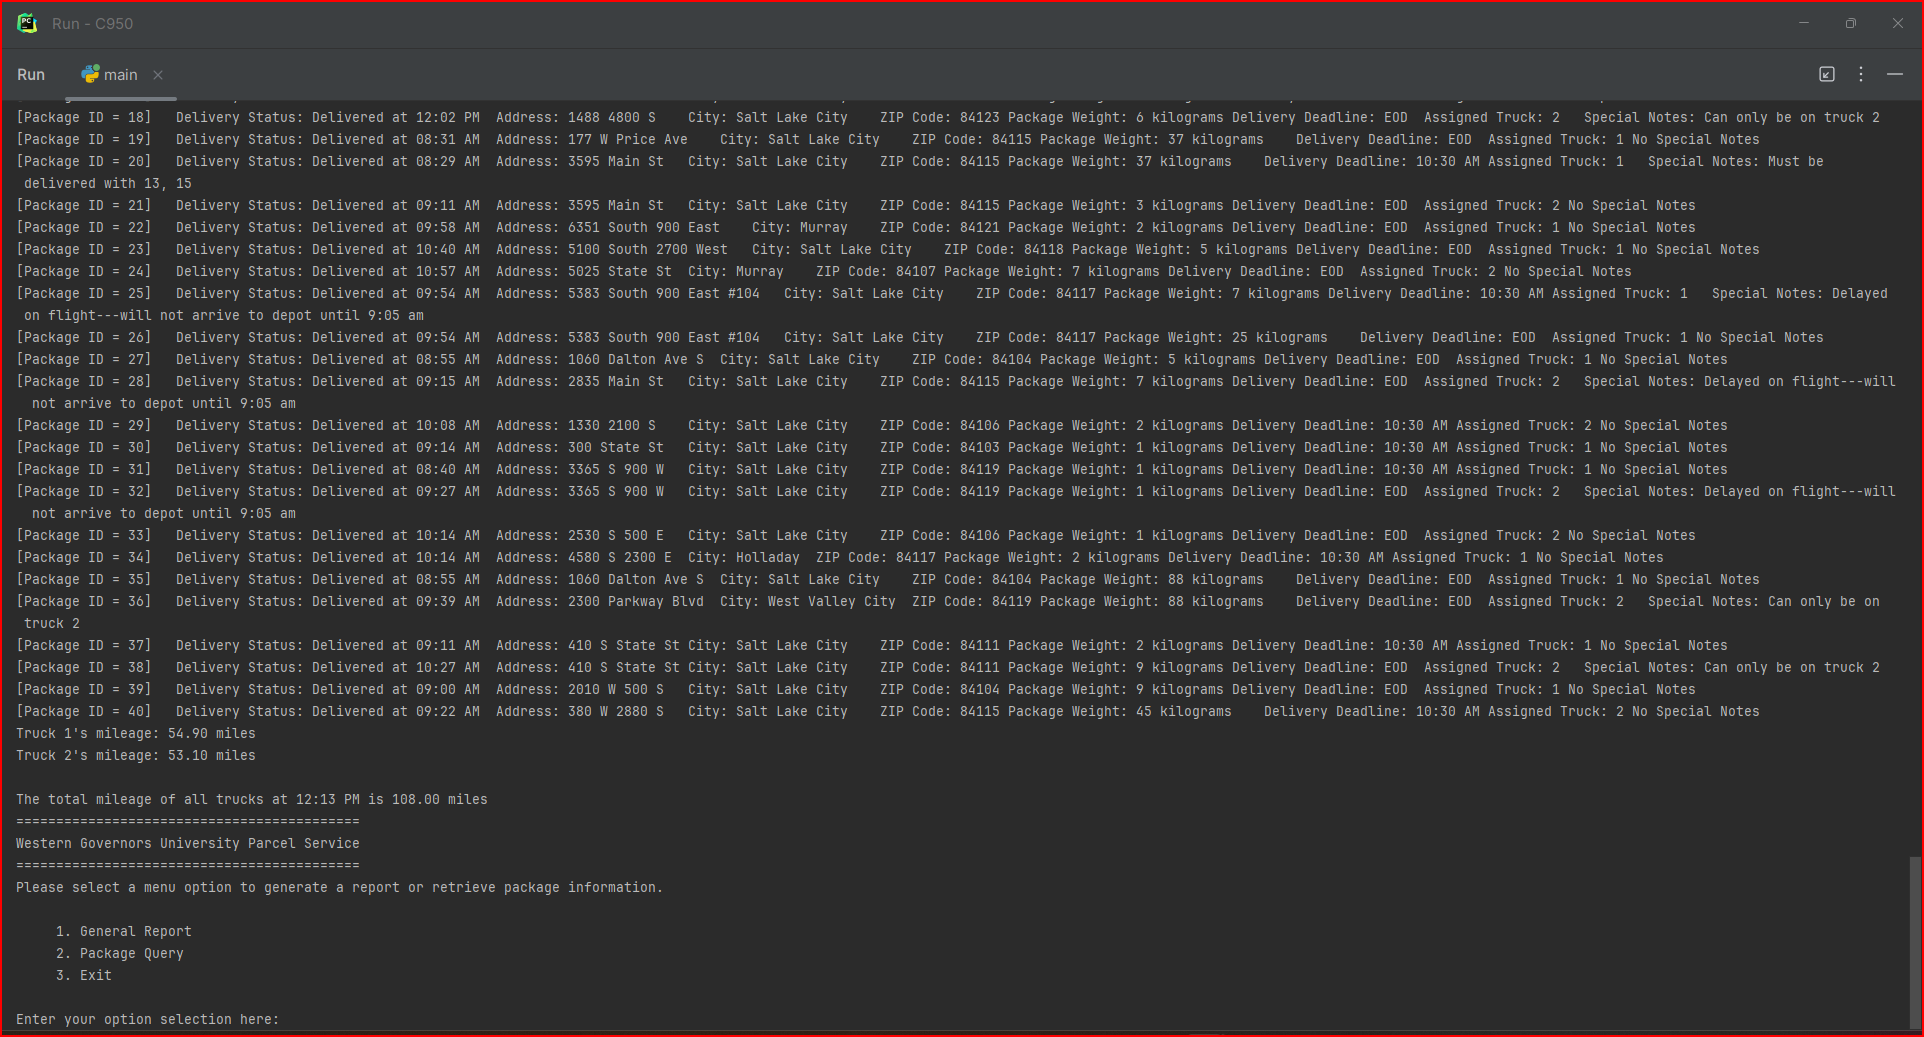 Run - C950
Run main
[Package ID = 18] Delivery Status: Delivered at 12:02 PM Address: 1488 4800 S City: Salt Lake City ZIP Code: 84123 Package Weight: 6 kilograms Delivery Deadline: EOD Assigned Truck: 2 Special Notes: Can only be on truck 2
[Package ID = 19] Delivery Status: Delivered at 08:31 AM Address: 177 W Price Ave City: Salt Lake City ZIP Code: 84115 Package Weight: 37 kilograms Delivery Deadline: EOD Assigned Truck: 1 No Special Notes
[Package ID = 20] Delivery Status: Delivered at 08:29 AM Address: 3595 Main St City: Salt Lake City ZIP Code: 84115 Package Weight: 37 kilograms Delivery Deadline: 10:30 AM Assigned Truck: 1 Special Notes: Must be
delivered with 13, 15
[Package ID = 21] Delivery Status: Delivered at 09:11 AM Address: 3595 Main St City: Salt Lake City ZIP Code: 84115 Package Weight: 3 kilograms Delivery Deadline: EOD Assigned Truck: 2 No Special Notes
[Package ID = 22] Delivery Status: Delivered at 09:58 AM Address: 6351 South 900 East City: Murray ZIP Code: 84121 Package Weight: 2 kilograms Delivery Deadline: EOD Assigned Truck: 1 No Special Notes
[Package ID = 23] Delivery Status: Delivered at 10:40 AM Address: 5100 South 2700 West City: Salt Lake City ZIP Code: 84118 Package Weight: 5 kilograms Delivery Deadline: EOD Assigned Truck: 1 No Special Notes
[Package ID = 24] Delivery Status: Delivered at 10:57 AM Address: 5025 State St City: Murray ZIP Code: 84107 Package Weight: 7 kilograms Delivery Deadline: EOD Assigned Truck: 2 No Special Notes
[Package ID = 25] Delivery Status: Delivered at 09:54 AM Address: 5383 South 900 East #104 City: Salt Lake City ZIP Code: 84117 Package Weight: 7 kilograms Delivery Deadline: 10:30 AM Assigned Truck: 1 Special Notes: Delayed
on flight---will not arrive to depot until 9:05 am
[Package ID = 26] Delivery Status: Delivered at 09:54 AM Address: 5383 South 900 East #104 City: Salt Lake City ZIP Code: 84117 Package Weight: 25 kilograms Delivery Deadline: EOD Assigned Truck: 1 No Special Notes
[Package ID = 27] Delivery Status: Delivered at 08:55 AM Address: 1060 Dalton Ave S City: Salt Lake City ZIP Code: 84104 Package Weight: 5 kilograms Delivery Deadline: EOD Assigned Truck: 1 No Special Notes
[Package ID = 28] Delivery Status: Delivered at 09:15 AM Address: 2835 Main St City: Salt Lake City ZIP Code: 84115 Package Weight: 7 kilograms Delivery Deadline: EOD Assigned Truck: 2 Special Notes: Delayed on flight---will
not arrive to depot until 9:05 am
[Package ID = 29] Delivery Status: Delivered at 10:08 AM Address: 1330 2100 S City: Salt Lake City ZIP Code: 84106 Package Weight: 2 kilograms Delivery Deadline: 10:30 AM Assigned Truck: 2 No Special Notes
[Package ID = 30] Delivery Status: Delivered at 09:14 AM Address: 300 State St City: Salt Lake City ZIP Code: 84103 Package Weight: 1 kilograms Delivery Deadline: 10:30 AM Assigned Truck: 1 No Special Notes
[Package ID = 31] Delivery Status: Delivered at 08:40 AM Address: 3365 S 900 W City: Salt Lake City ZIP Code: 84119 Package Weight: 1 kilograms Delivery Deadline: 10:30 AM Assigned Truck: 1 No Special Notes
[Package ID = 32] Delivery Status: Delivered at 09:27 AM Address: 3365 S 900 W City: Salt Lake City ZIP Code: 84119 Package Weight: 1 kilograms Delivery Deadline: EOD Assigned Truck: 2 Special Notes: Delayed on flight---will
not arrive to depot until 9:05 am
[Package ID = 33] Delivery Status: Delivered at 10:14 AM Address: 2530 S 500 E City: Salt Lake City ZIP Code: 84106 Package Weight: 1 kilograms Delivery Deadline: EOD Assigned Truck: 2 No Special Notes
[Package ID = 34] Delivery Status: Delivered at 10:14 AM Address: 4580 S 2300 E City: Holladay ZIP Code: 84117 Package Weight: 2 kilograms Delivery Deadline: 10:30 AM Assigned Truck: 1 No Special Notes
[Package ID = 35] Delivery Status: Delivered at 08:55 AM Address: 1060 Dalton Ave S City: Salt Lake City ZIP Code: 84104 Package Weight: 88 kilograms Delivery Deadline: EOD Assigned Truck: 1 No Special Notes
[Package ID = 36] Delivery Status: Delivered at 09:39 AM Address: 2300 Parkway Blvd City: West Valley City ZIP Code: 84119 Package Weight: 88 kilograms Delivery Deadline: EOD Assigned Truck: 2 Special Notes: Can only be on
truck 2
[Package ID = 37] Delivery Status: Delivered at 09:11 AM Address: 410 S State St City: Salt Lake City ZIP Code: 84111 Package Weight: 2 kilograms Delivery Deadline: 10:30 AM Assigned Truck: 1 No Special Notes
[Package ID = 38] Delivery Status: Delivered at 10:27 AM Address: 410 S State St City: Salt Lake City ZIP Code: 84111 Package Weight: 9 kilograms Delivery Deadline: EOD Assigned Truck: 2 Special Notes: Can only be on truck 2
[Package ID = 39] Delivery Status: Delivered at 09:00 AM Address: 2010 W 500 S City: Salt Lake City ZIP Code: 84104 Package Weight: 9 kilograms Delivery Deadline: EOD Assigned Truck: 1 No Special Notes
[Package ID = 40] Delivery Status: Delivered at 09:22 AM Address: 380 W 2880 S City: Salt Lake City ZIP Code: 84115 Package Weight: 45 kilograms Delivery Deadline: 10:30 AM Assigned Truck: 2 No Special Notes
Truck 1's mileage: 54.90 miles
Truck 2's mileage: 53.10 miles
The total mileage of all trucks at 12:13 PM is 108.00 miles
===========================================
Western Governors University Parcel Service
===========================================
Please select a menu option to generate a report or retrieve package information.
1. General Report
2. Package Query
3. Exit
Enter your option selection here: